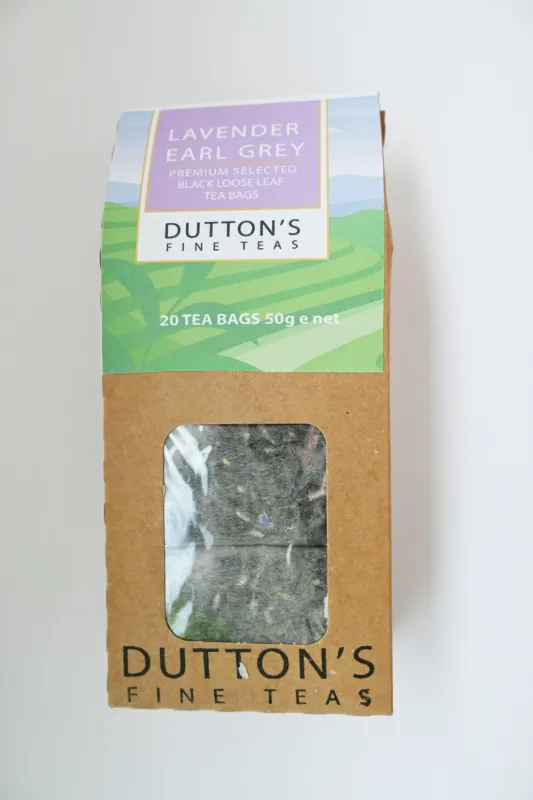 LAVENDER
EARL GREY
PREMIUM SELECTED
BLACK LOOSE LEAF
TEA BAGS
DUTTON'S
FINE TEAS
20 TEA BAGS 50g e net
DUTTON'S
FINE TEAS